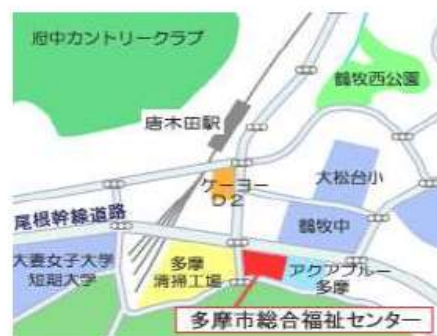 府中カントリークラブ
鶴牧西公園
唐木田駅
ケーヨー
D2
大松台小
尾根幹線道路
鶴牧中
大妻女子大学
短期大学
多摩
清掃工場
アクアブルー
多摩
多摩市総合福祉センター